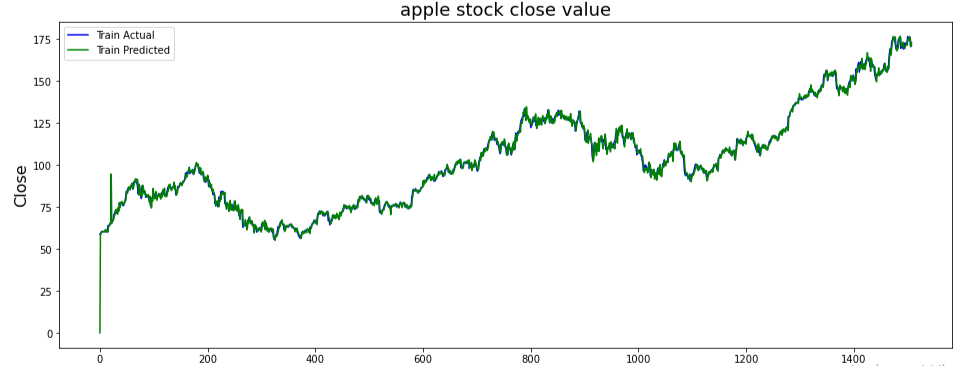 apple stock close value
Train Actual
Train Predicted
Close
175
150
125
100
75
50
25
0
0 200 400 600 800 1000 1200 1400